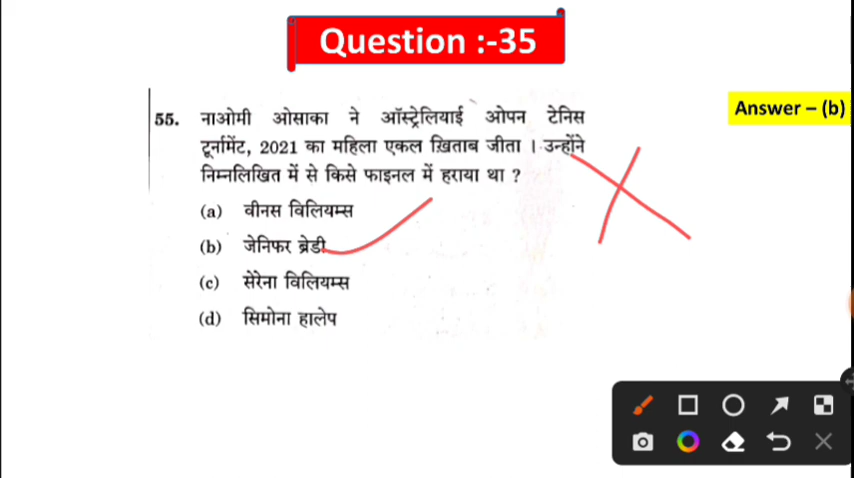 Question :-35
Answer – (b)
55. नाओमी ओसाका ने ऑस्ट्रेलियाई ओपन टेनिस
टूर्नामेंट, 2021 का महिला एकल ख़िताब जीता । उन्होंने
निम्नलिखित में से किसे फाइनल में हराया था ?
(a) वीनस विलियम्स
(b) जेनिफर ब्रेडी
(c) सेरेना विलियम्स
(d) सिमोना हालेप